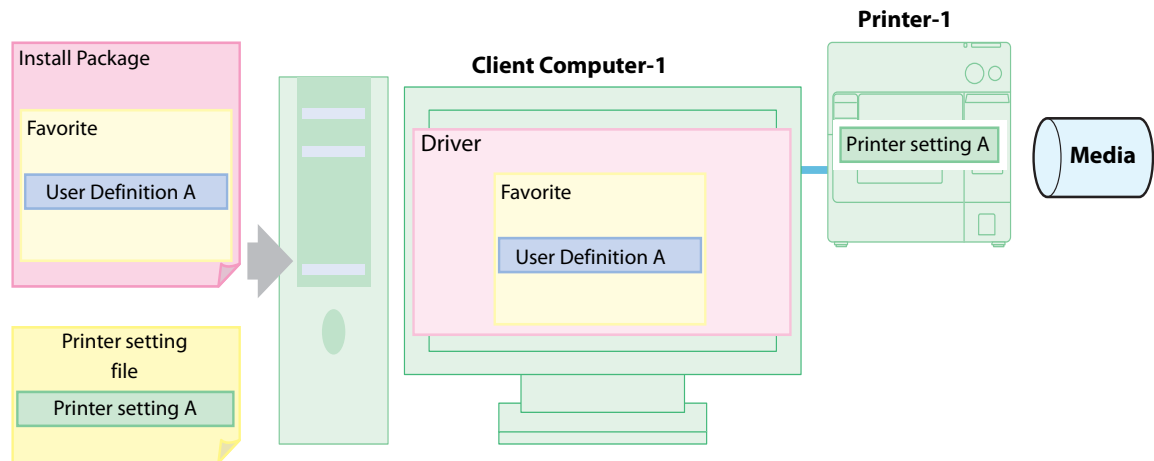 Install Package
Favorite
User Definition A
Printer setting
file
Printer setting A
Client Computer-1
Driver
Favorite
User Definition A
Printer-1
Printer setting A
Media